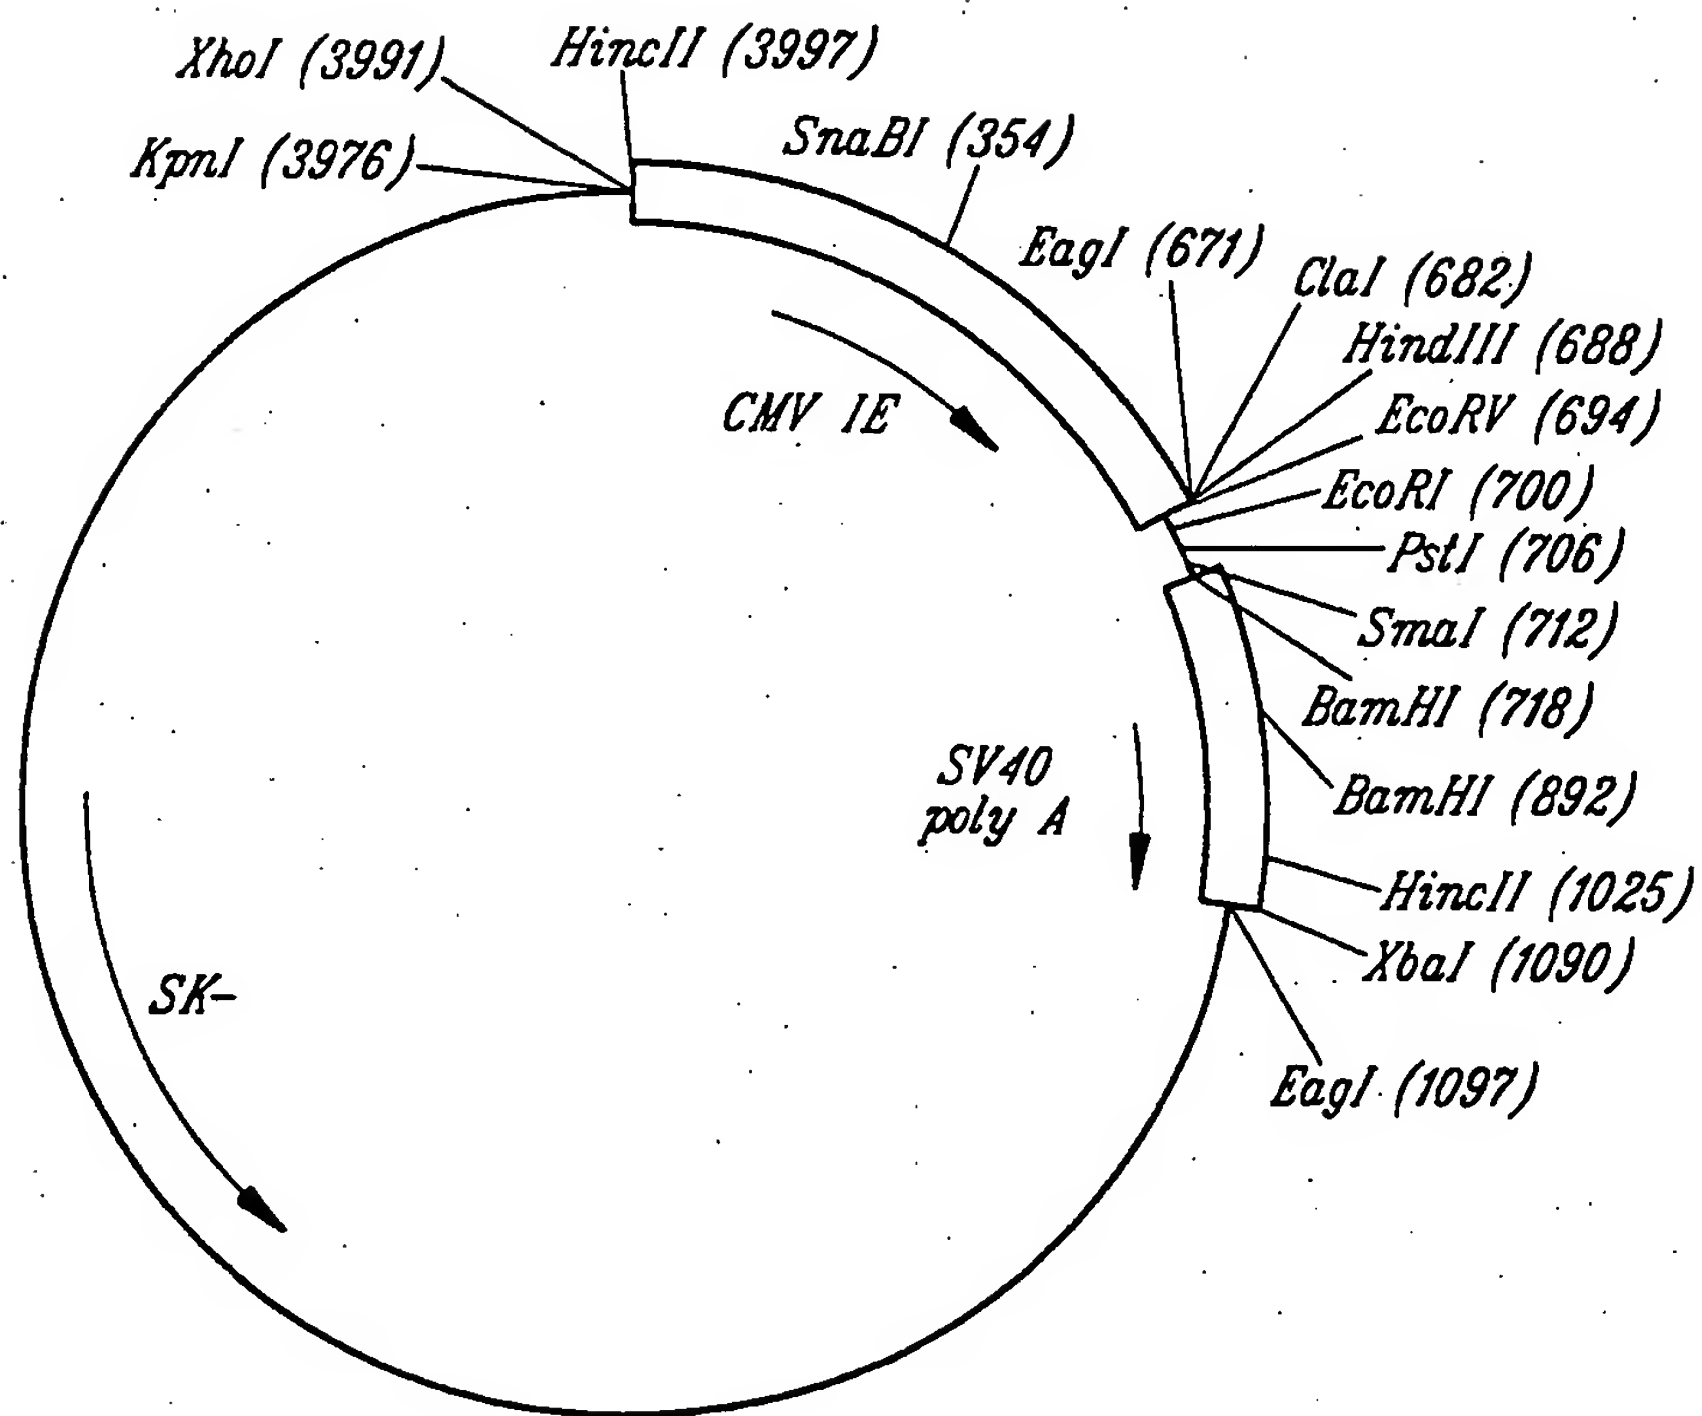 XhoI (3991)
HincII (3997)
KpnI (3976)
SnaBI (354)
EagI (671)
ClaI (682)
HindIII (688)
EcoRV (694)
EcoRI (700)
PstI (706)
SmaI (712)
BamHI (718)
BamHI (892)
HincII (1025)
XbaI (1090)
EagI (1097)
CMV IE
SV40
poly A
SK-